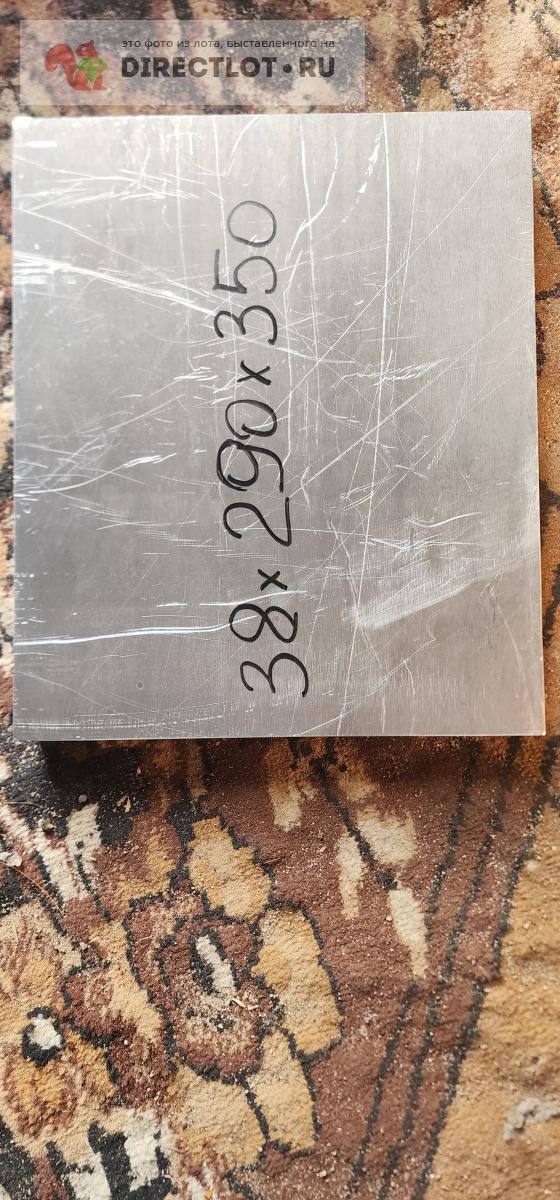 это фото из лота, выставленного на
DIRECTLOT•RU
38 x 290 x 350